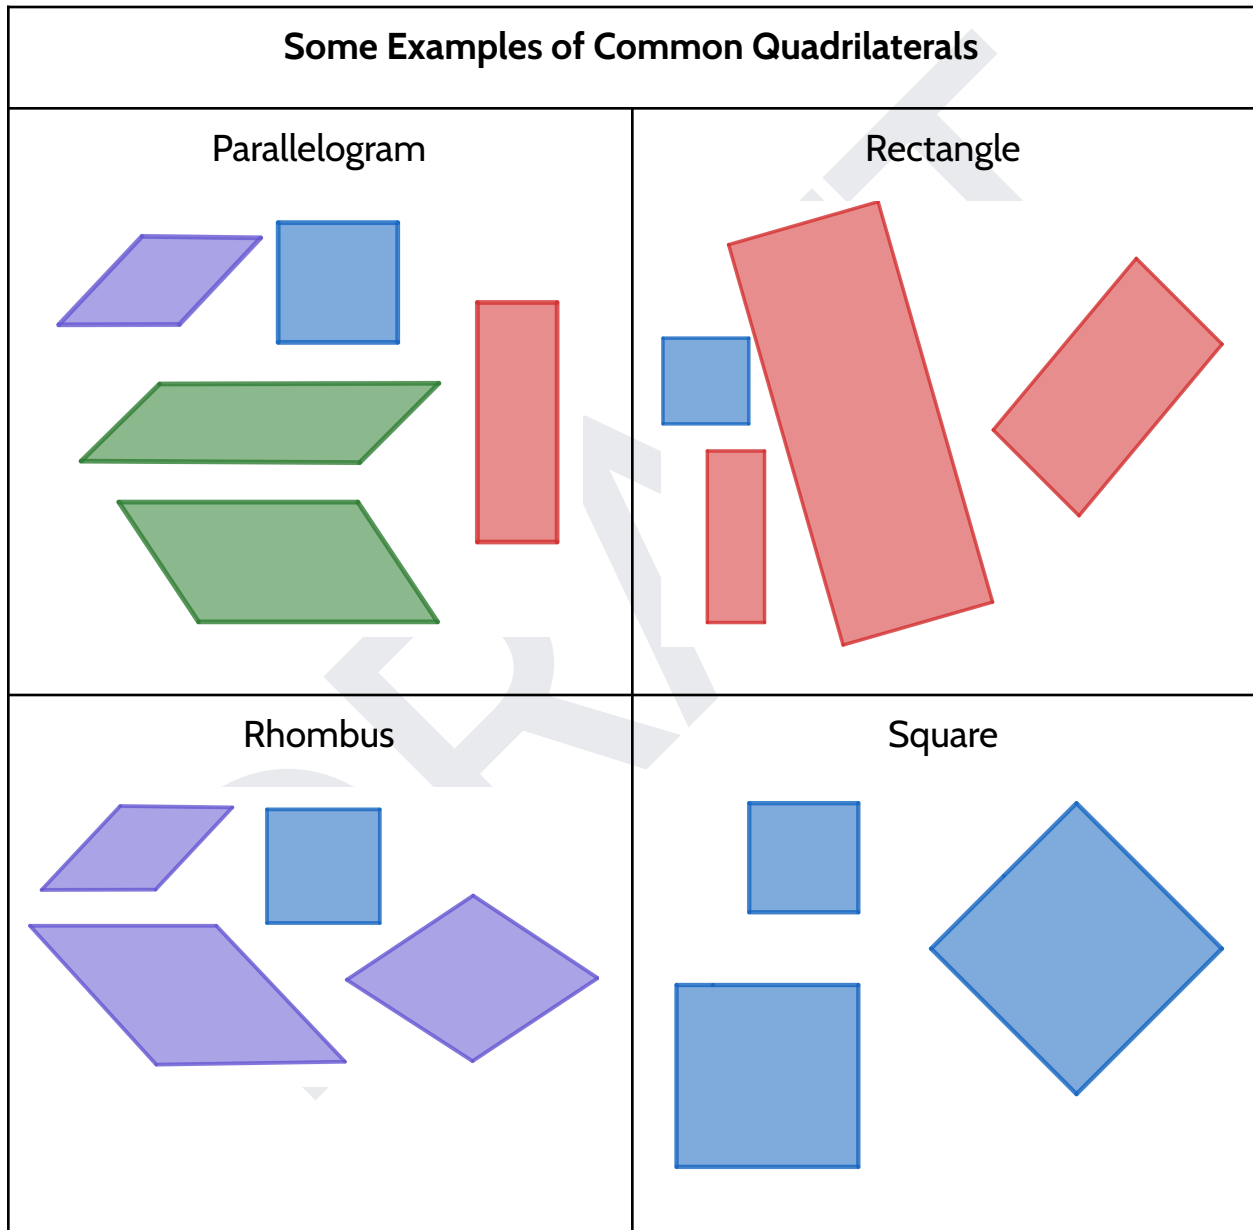 Some Examples of Common Quadrilaterals
Parallelogram
Rectangle
Rhombus
Square